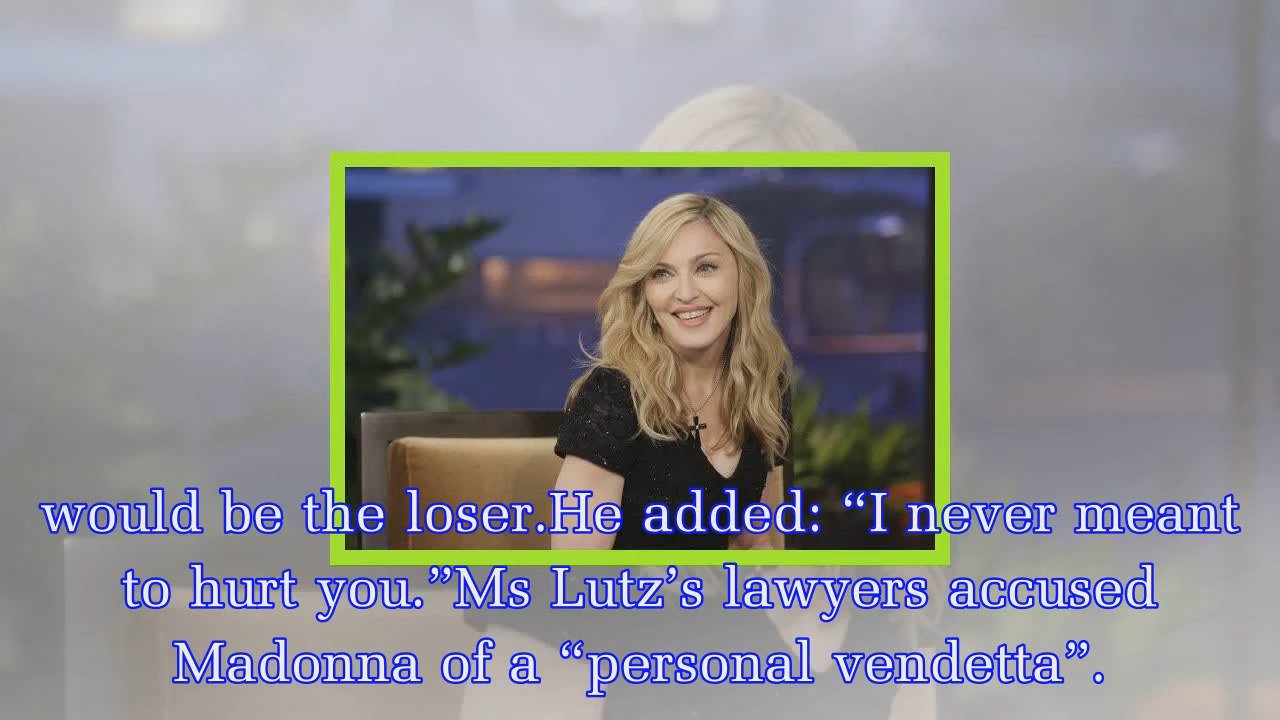 would be the loser.He added: “I never meant
to hurt you.”Ms Lutz’s lawyers accused
Madonna of a “personal vendetta”.